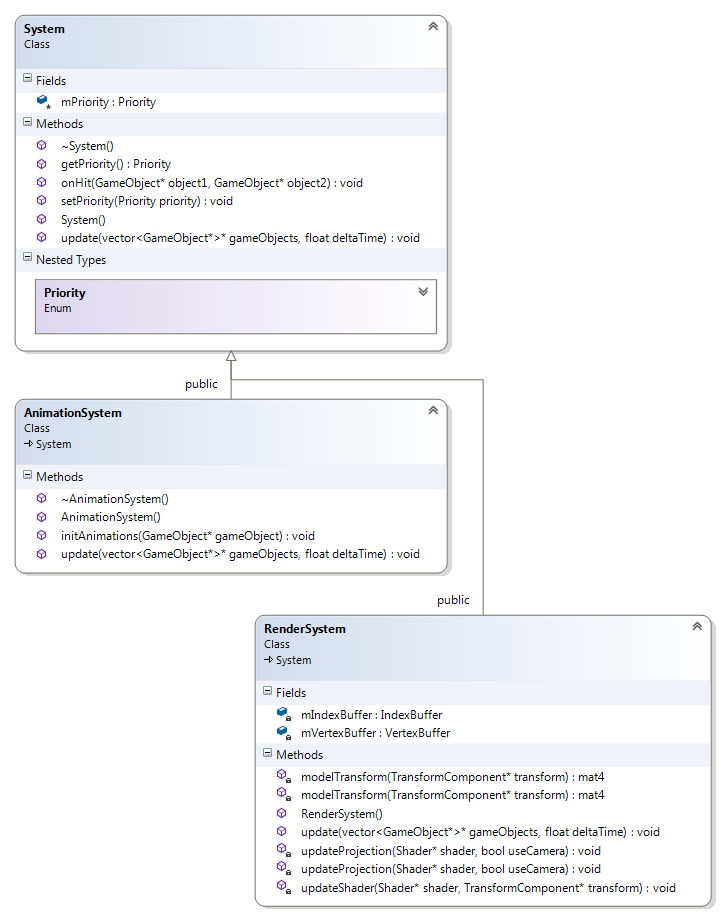 System
Class
Fields
mPriority : Priority
Methods
~System()
getPriority() : Priority
onHit(GameObject* object1, GameObject* object2) : void
setPriority(Priority priority) : void
System()
update(vector<GameObject*>* gameObjects, float deltaTime) : void
Nested Types
Priority
Enum
public
AnimationSystem
Class
System
Methods
~AnimationSystem()
AnimationSystem()
initAnimations(GameObject* gameObject) : void
update(vector<GameObject*>* gameObjects, float deltaTime) : void
public
RenderSystem
Class
System
Fields
mIndexBuffer : IndexBuffer
mVertexBuffer : VertexBuffer
Methods
modelTransform(TransformComponent* transform) : mat4
modelTransform(TransformComponent* transform) : mat4
RenderSystem()
update(vector<GameObject*>* gameObjects, float deltaTime) : void
updateProjection(Shader* shader, bool useCamera) : void
updateProjection(Shader* shader, bool useCamera) : void
updateShader(Shader* shader, TransformComponent* transform) : void